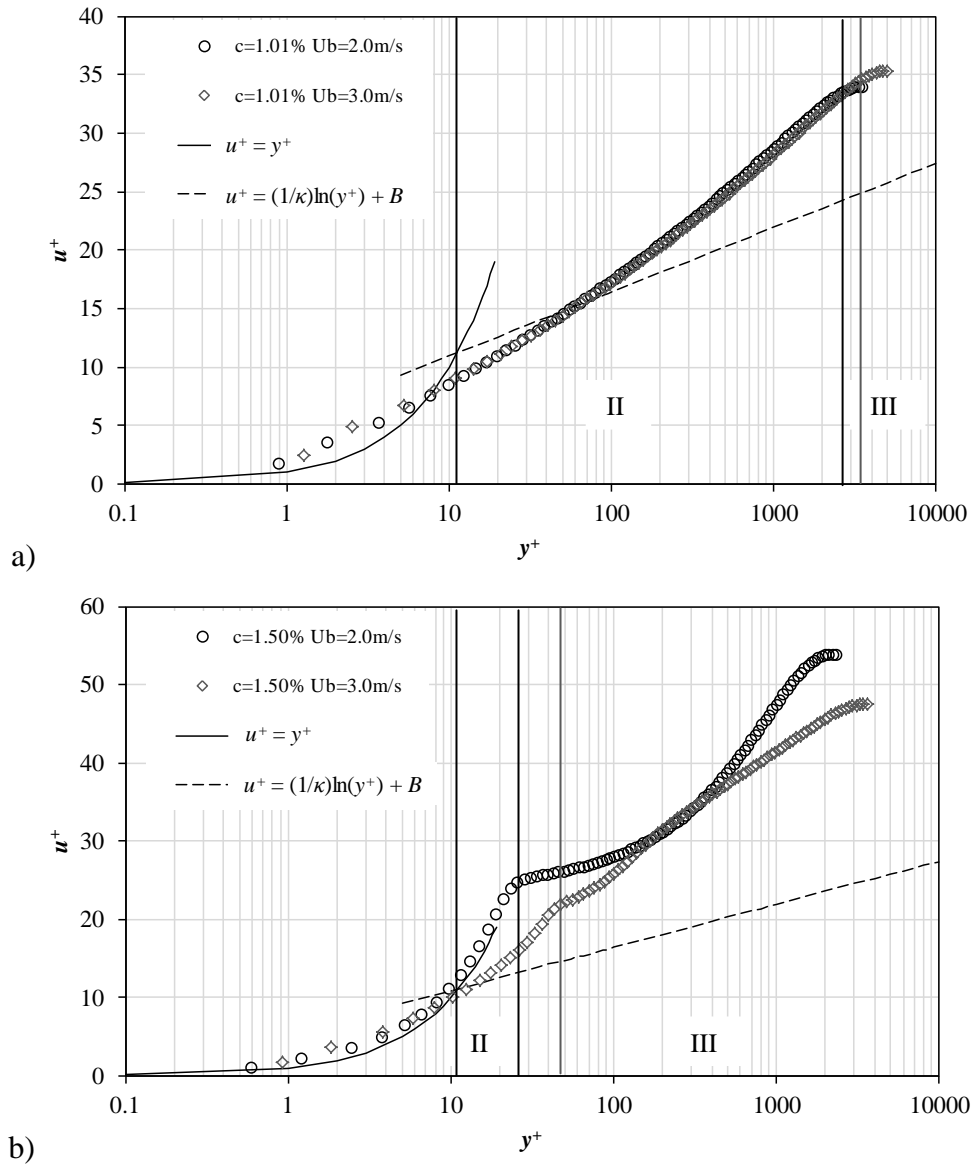 40
35
30
25
20
15
10
5
0
u⁺
c=1.01% Ub=2.0m/s
c=1.01% Ub=3.0m/s
u⁺ = y⁺
u⁺ = (1/κ)ln(y⁺) + B
II
III
0.1 1 10 100 1000 10000
y⁺
a)
60
50
40
30
20
10
0
u⁺
c=1.50% Ub=2.0m/s
c=1.50% Ub=3.0m/s
u⁺ = y⁺
u⁺ = (1/κ)ln(y⁺) + B
II
III
0.1 1 10 100 1000 10000
y⁺
b)